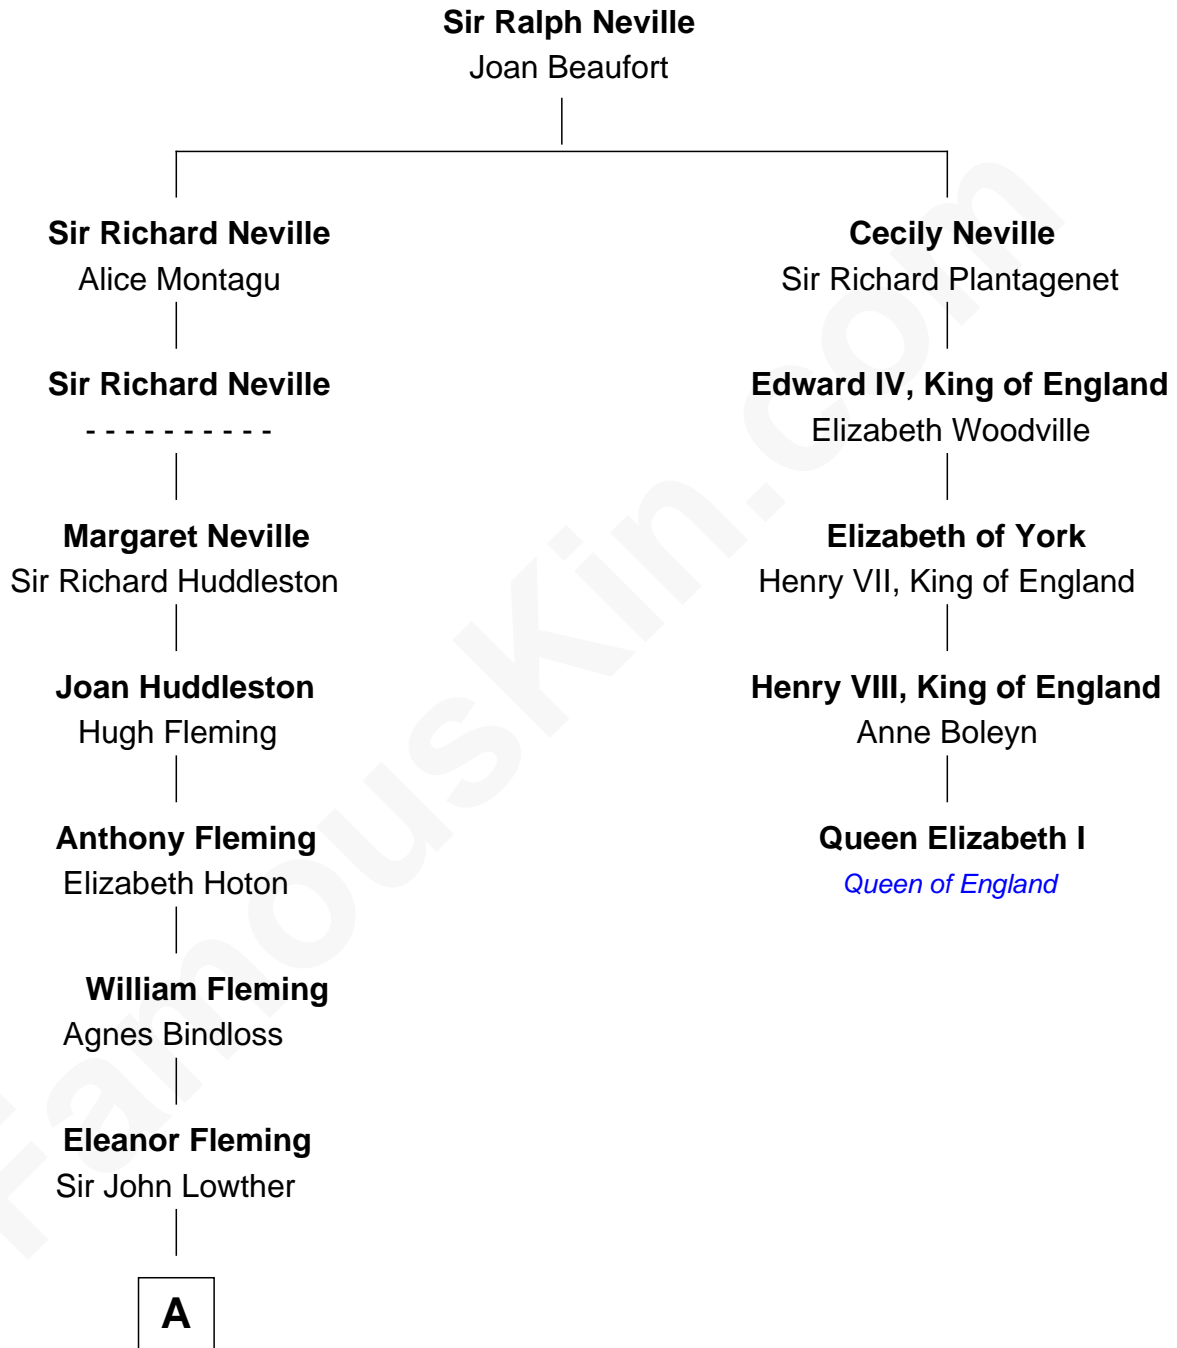 Sir Ralph Neville
Joan Beaufort
Sir Richard Neville
Alice Montagu
Sir Richard Neville
- - - - - - - - - -
Margaret Neville
Sir Richard Huddleston
Joan Huddleston
Hugh Fleming
Anthony Fleming
Elizabeth Hoton
William Fleming
Agnes Bindloss
Eleanor Fleming
Sir John Lowther
A
Cecily Neville
Sir Richard Plantagenet
Edward IV, King of England
Elizabeth Woodville
Elizabeth of York
Henry VII, King of England
Henry VIII, King of England
Anne Boleyn
Queen Elizabeth I
Queen of England
FamousKin.com